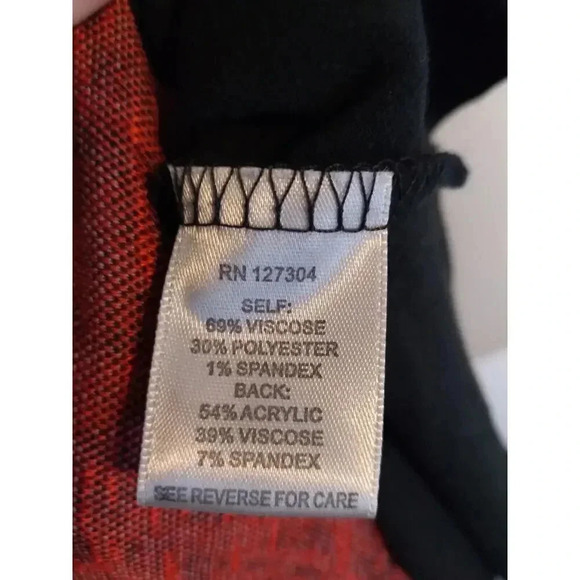 RN 127304
SELF:
69% VISCOSE
30% POLYESTER
1% SPANDEX
BACK:
54% ACRYLIC
39% VISCOSE
7% SPANDEX
SEE REVERSE FOR CARE